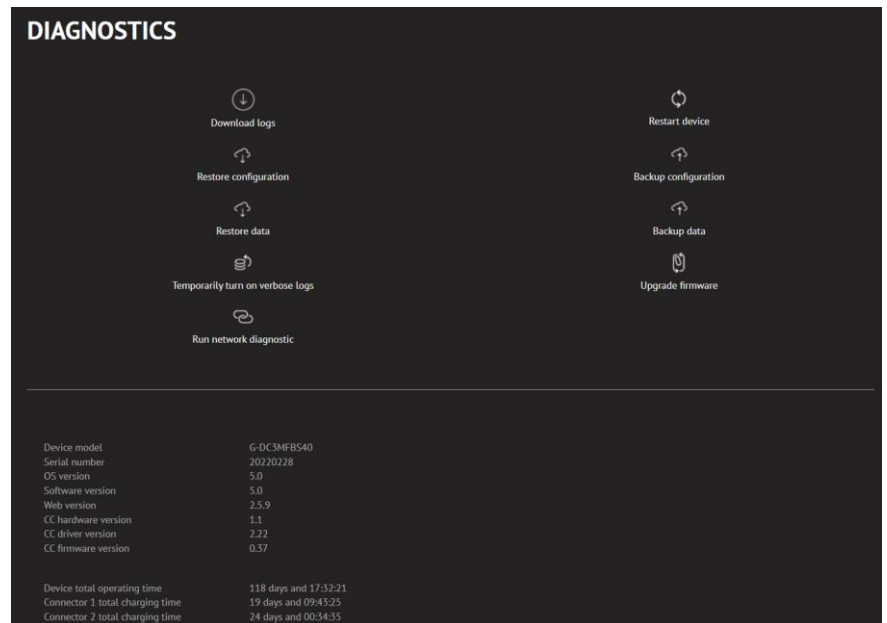 DIAGNOSTICS
Download logs
Restart device
Restore configuration
Backup configuration
Restore data
Backup data
Temporarily turn on verbose logs
Upgrade firmware
Run network diagnostic
Device model G-DC3MFBS40
Serial number 20220228
OS version 5.0
Software version 5.0
Web version 2.5.9
CC hardware version 1.1
CC driver version 2.22
CC firmware version 0.37
Device total operating time 118 days and 17:32:21
Connector 1 total charging time 19 days and 09:43:25
Connector 2 total charging time 24 days and 00:34:35